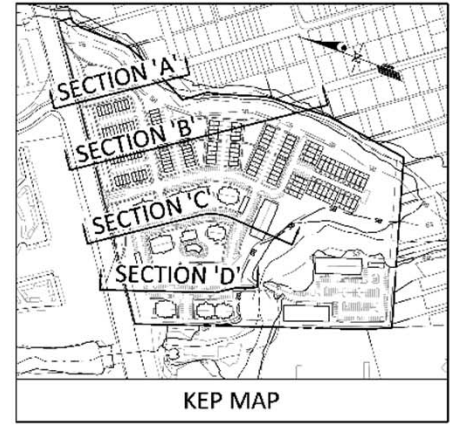 SECTION 'A'
SECTION 'B'
SECTION 'C'
SECTION 'D'
KEP MAP